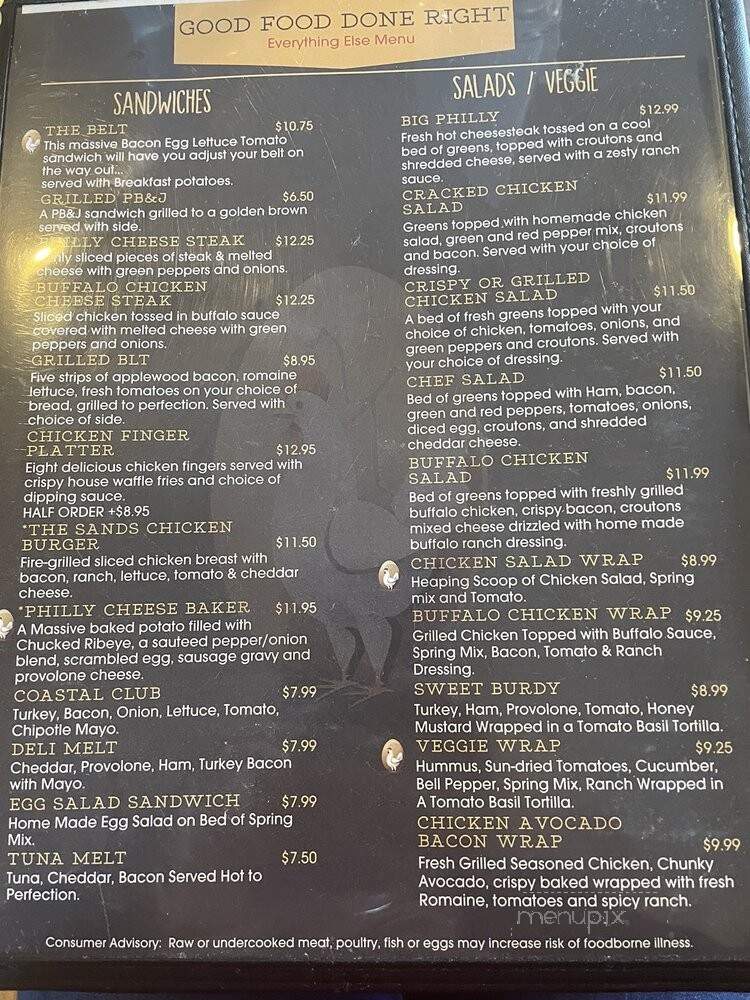 GOOD FOOD DONE RIGHT
Everything Else Menu
SANDWICHES
THE BELT $10.75
This massive Bacon Egg Lettuce Tomato
sandwich will have you adjust your belt on
the way out...
served with Breakfast potatoes.
GRILLED PB&J $6.50
A PB&J sandwich grilled to a golden brown
served with side.
PHILLY CHEESE STEAK $12.25
sliced pieces of steak & melted
cheese with green peppers and onions.
BUFFALO CHICKEN
CHEESE STEAK $12.25
Sliced chicken tossed in buffalo sauce
covered with melted cheese with green
peppers and onions.
GRILLED BLT $8.95
Five strips of applewood bacon, romaine
lettuce, fresh tomatoes on your choice of
bread, grilled to perfection. Served with
choice of side.
CHICKEN FINGER
PLATTER $12.95
Eight delicious chicken fingers served with
crispy house waffle fries and choice of
dipping sauce.
HALF ORDER +$8.95
*THE SANDS CHICKEN
BURGER $11.50
Fire-grilled sliced chicken breast with
bacon, ranch, lettuce, tomato & cheddar
cheese.
*PHILLY CHEESE BAKER $11.95
A Massive baked potato filled with
Chucked Ribeye, a sauteed pepper/onion
blend, scrambled egg, sausage gravy and
provolone cheese.
COASTAL CLUB $7.99
Turkey, Bacon, Onion, Lettuce, Tomato,
Chipotle Mayo.
DELI MELT $7.99
Cheddar, Provolone, Ham, Turkey Bacon
with Mayo.
EGG SALAD SANDWICH $7.99
Home Made Egg Salad on Bed of Spring
Mix.
TUNA MELT $7.50
Tuna, Cheddar, Bacon Served Hot to
Perfection.
SALADS / VEGGIE
BIG PHILLY $12.99
Fresh hot cheesesteak tossed on a cool
bed of greens, topped with croutons and
shredded cheese, served with a zesty ranch
sauce.
CRACKED CHICKEN
SALAD $11.99
Greens topped with homemade chicken
salad, green and red pepper mix, croutons
and bacon. Served with your choice of
dressing.
CRISPY OR GRILLED
CHICKEN SALAD $11.50
A bed of fresh greens topped with your
choice of chicken, tomatoes, onions, and
green peppers and croutons. Served with
your choice of dressing.
CHEF SALAD $11.50
Bed of greens topped with Ham, bacon,
green and red peppers, tomatoes, onions,
diced egg, croutons, and shredded
cheddar cheese.
BUFFALO CHICKEN
SALAD $11.99
Bed of greens topped with freshly grilled
buffalo chicken, crispy bacon, croutons
mixed cheese drizzled with home made
buffalo ranch dressing.
CHICKEN SALAD WRAP $8.99
Heaping Scoop of Chicken Salad, Spring
mix and Tomato.
BUFFALO CHICKEN WRAP $9.25
Grilled Chicken Topped with Buffalo Sauce,
Spring Mix, Bacon, Tomato & Ranch
Dressing.
SWEET BURDY $8.99
Turkey, Ham, Provolone, Tomato, Honey
Mustard Wrapped in a Tomato Basil Tortilla.
VEGGIE WRAP $9.25
Hummus, Sun-dried Tomatoes, Cucumber,
Bell Pepper, Spring Mix, Ranch Wrapped in
A Tomato Basil Tortilla.
CHICKEN AVOCADO
BACON WRAP $9.99
Fresh Grilled Seasoned Chicken, Chunky
Avocado, crispy baked wrapped with fresh
Romaine, tomatoes and spicy ranch.
menupix
Consumer Advisory: Raw or undercooked meat, poultry, fish or eggs may increase risk of foodborne illness.